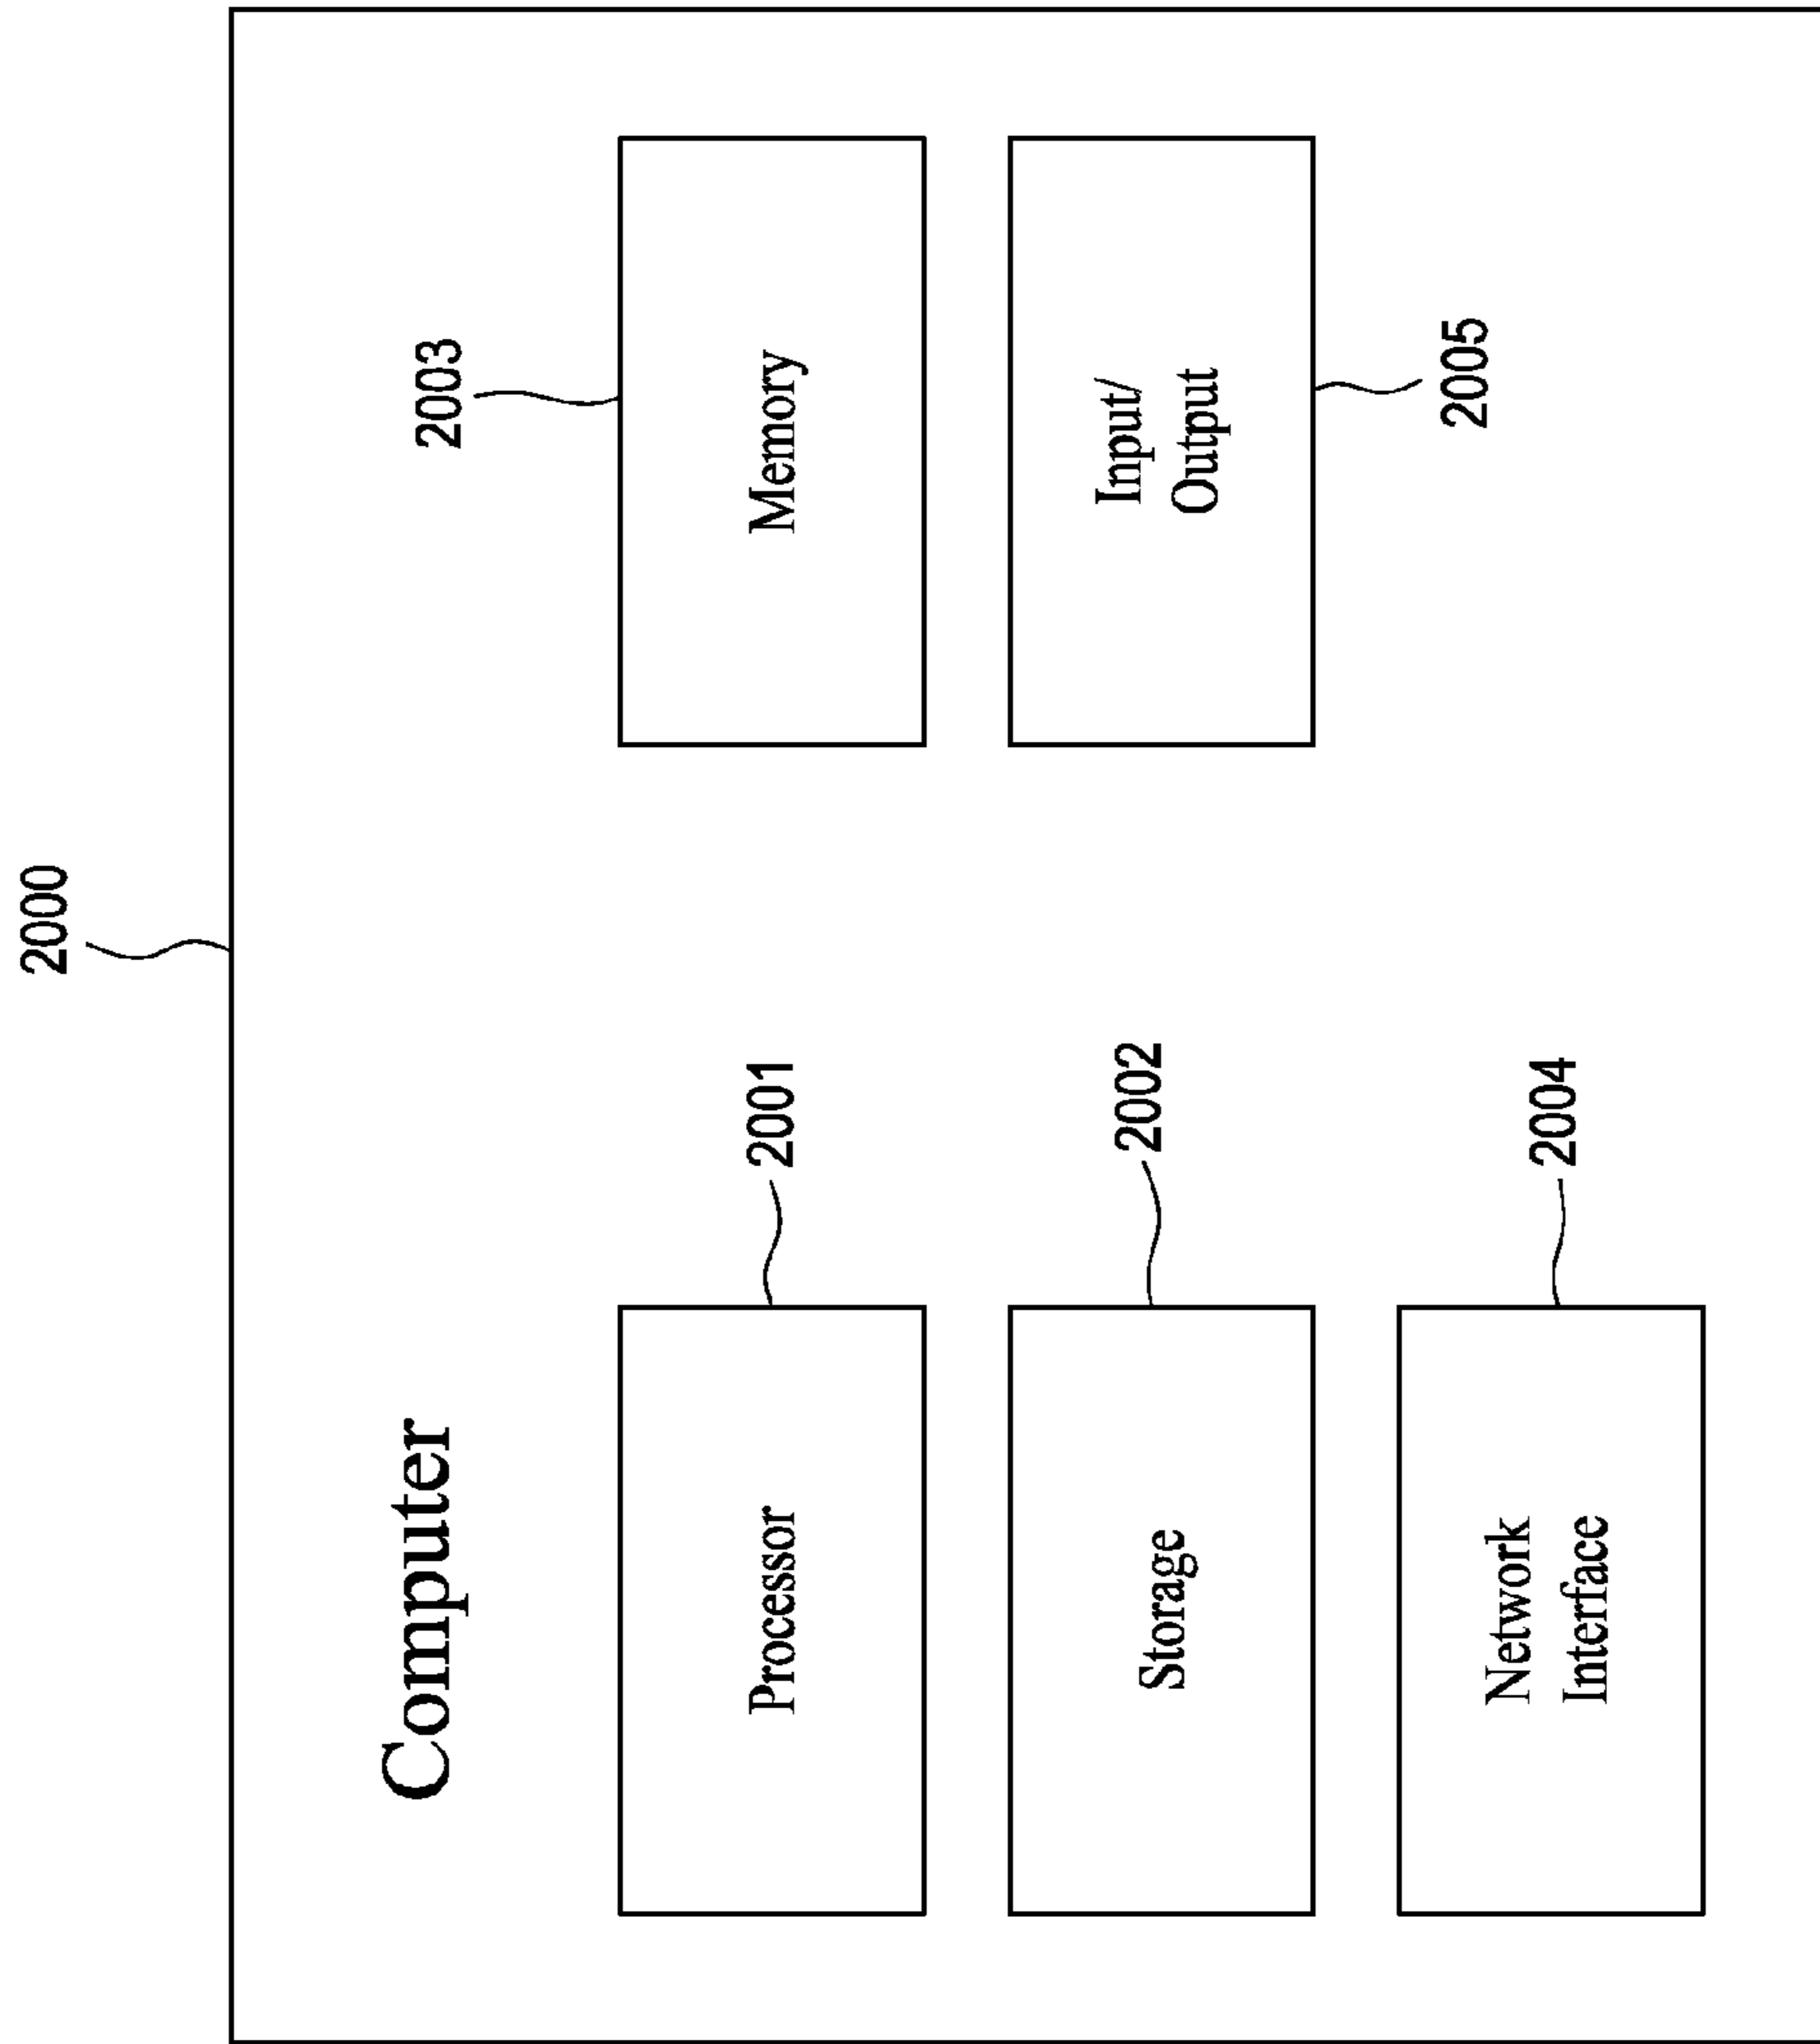 2000
Computer
2003
Processor
2001
Memory
Storage
2002
Input/
Output
2005
Network
Interface
2004